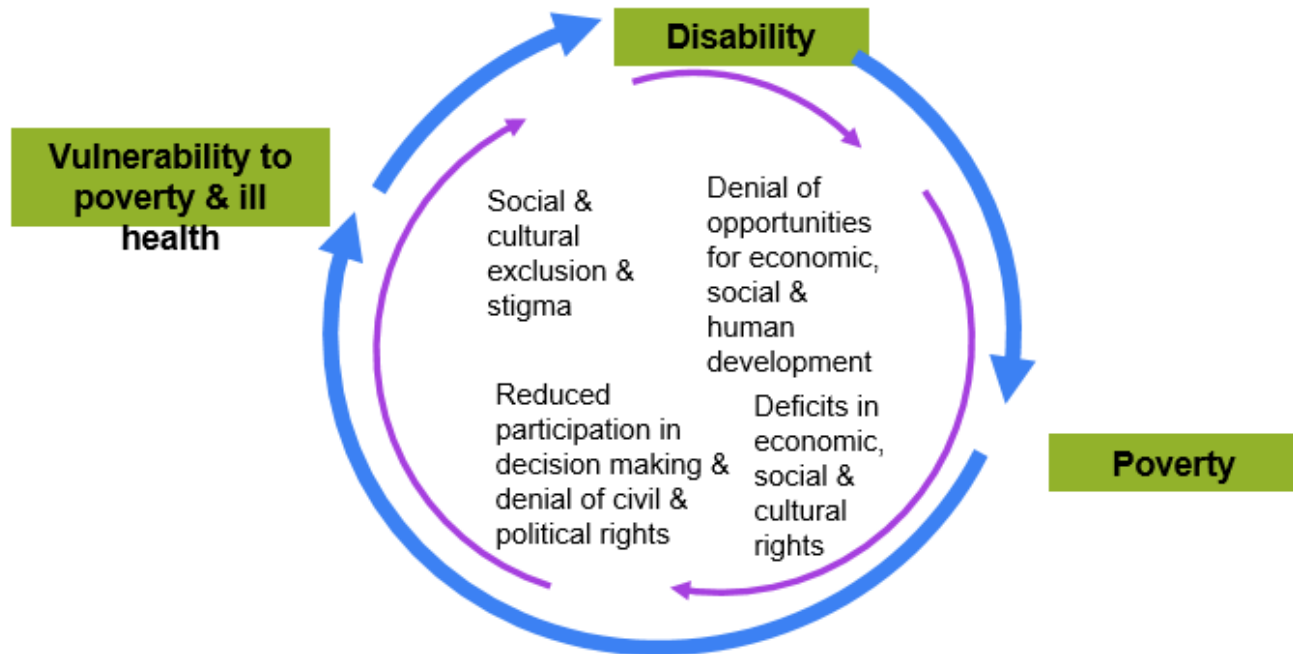 Disability
Vulnerability to
poverty & ill
health
Social &
cultural
exclusion &
stigma
Denial of
opportunities
for economic,
social &
human
development
Reduced
participation in
decision making &
denial of civil &
political rights
Deficits in
economic,
social &
cultural
rights
Poverty